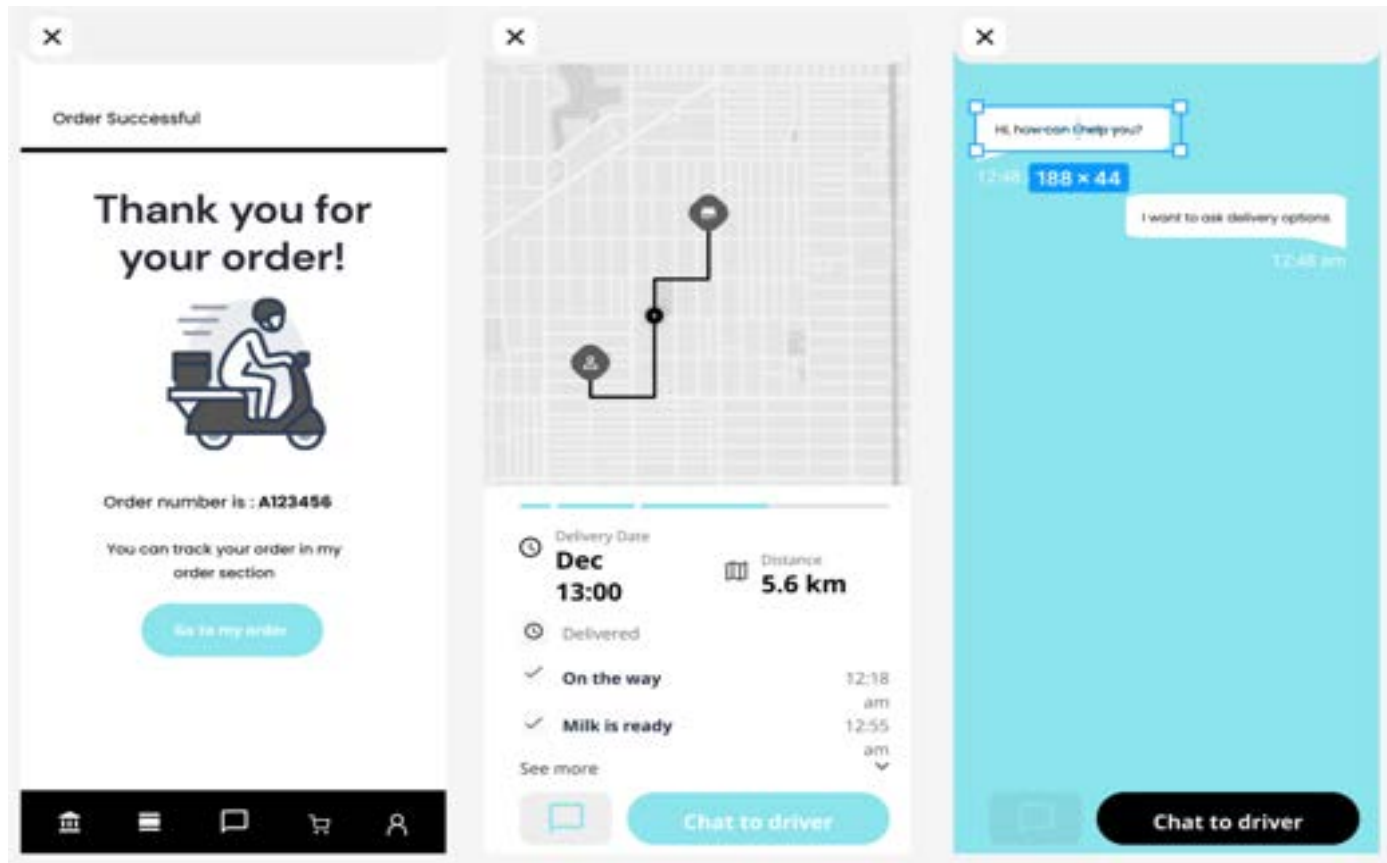 Order Successful
Thank you for
your order!
Order number is : A123456
You can track your order in my
order section
Go to my order
Delivery Date
Dec
13:00
Distance
5.6 km
Delivered
On the way
12:18
am
Milk is ready
12:55
am
See more
Chat to driver
Hi, how can I help you?
12:48
188 × 44
I want to ask delivery options
12:48 am
Chat to driver